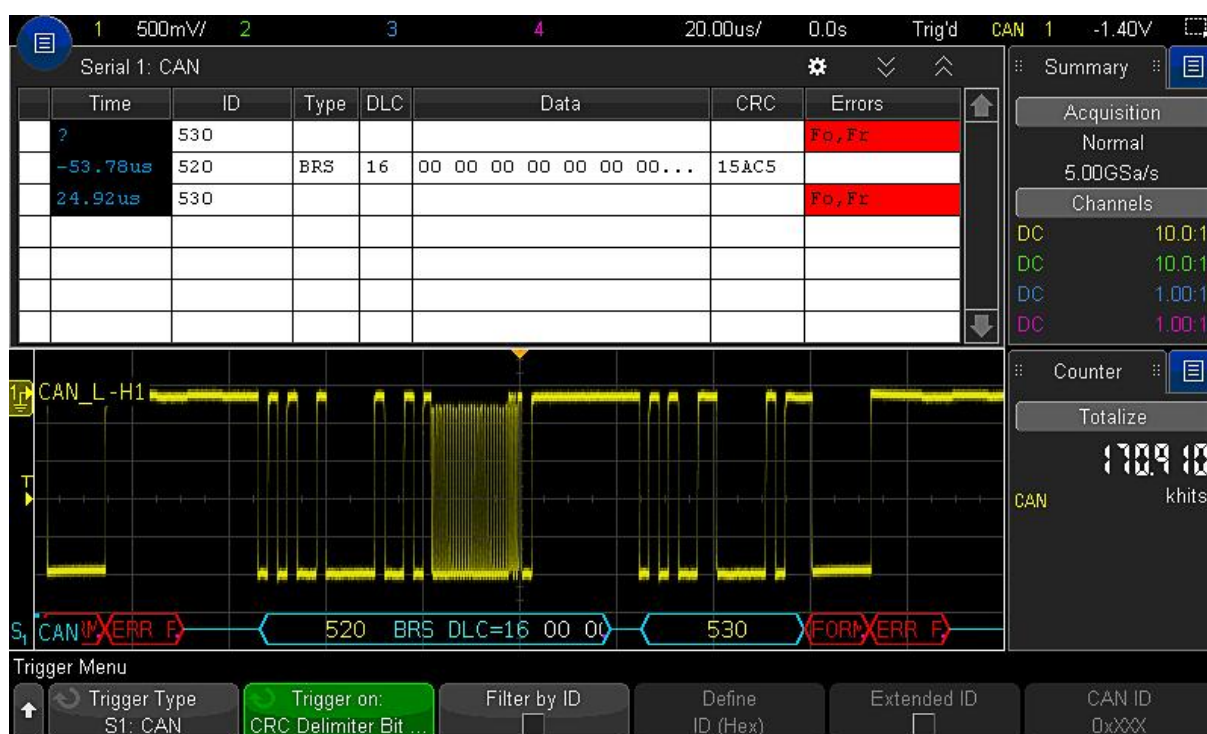 1 500mV/ 2 3 4 20.00us/ 0.0s Trig'd CAN 1 -1.40V
Serial 1: CAN
Time ID Type DLC Data CRC Errors
? 530 Fo,Fr
-53.78us 520 BRS 16 00 00 00 00 00 00 00... 15AC5
24.92us 530 Fo,Fr
Summary
Acquisition
Normal
5.00GSa/s
Channels
DC 10.0:1
DC 10.0:1
DC 1.00:1
DC 1.00:1
CAN_L-H1
T
Counter
Totalize
170.910
CAN khits
S1 CAN ERR F 520 BRS DLC=16 00 530 FORM ERR F
Trigger Menu
Trigger Type
S1: CAN
Trigger on:
CRC Delimiter Bit ...
Filter by ID
Define
ID (Hex)
Extended ID
CAN ID
0xXXX